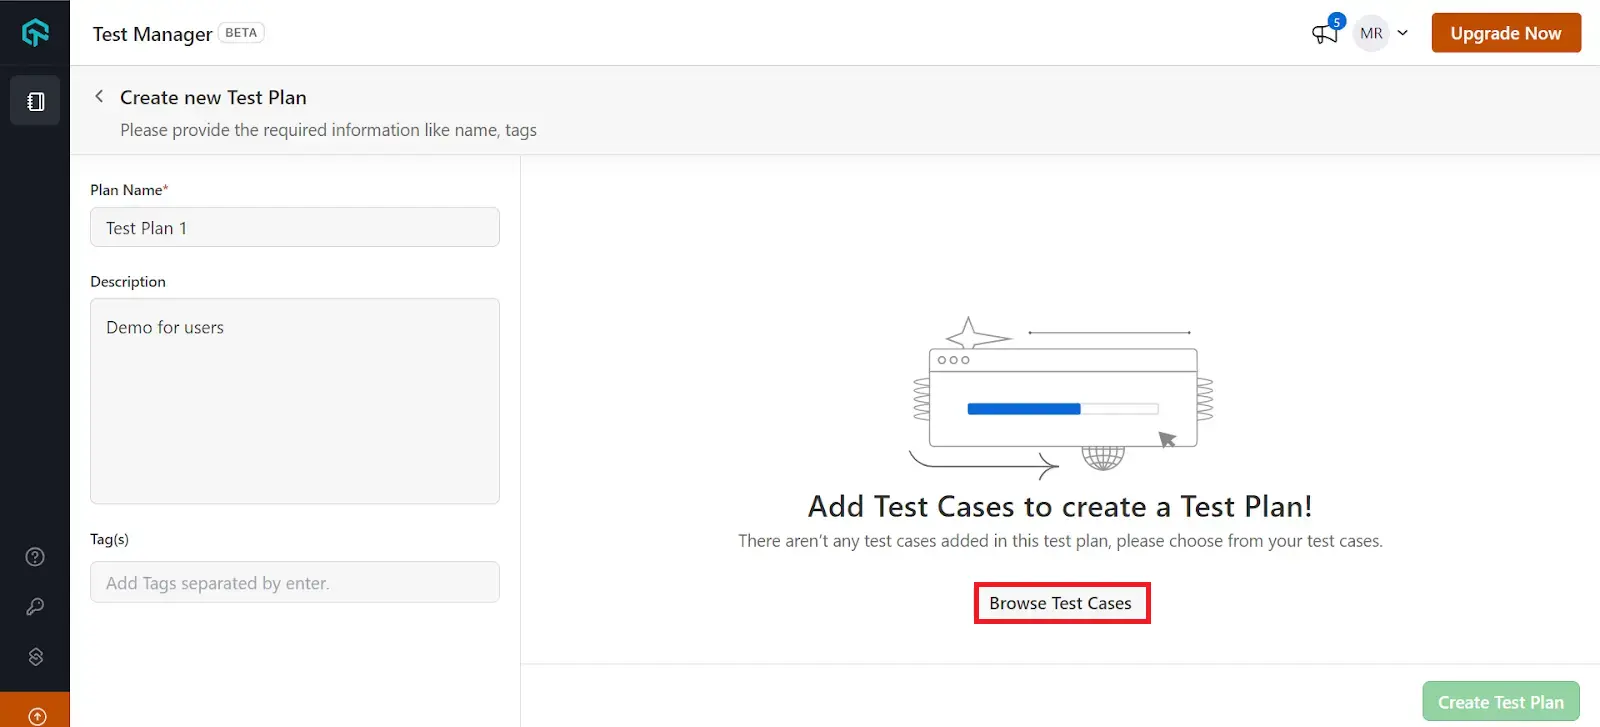 Test Manager BETA
5
MR
Upgrade Now
Create new Test Plan
Please provide the required information like name, tags
Plan Name*
Test Plan 1
Description
Demo for users
Tag(s)
Add Tags separated by enter.
Add Test Cases to create a Test Plan!
There aren't any test cases added in this test plan, please choose from your test cases.
Browse Test Cases
Create Test Plan